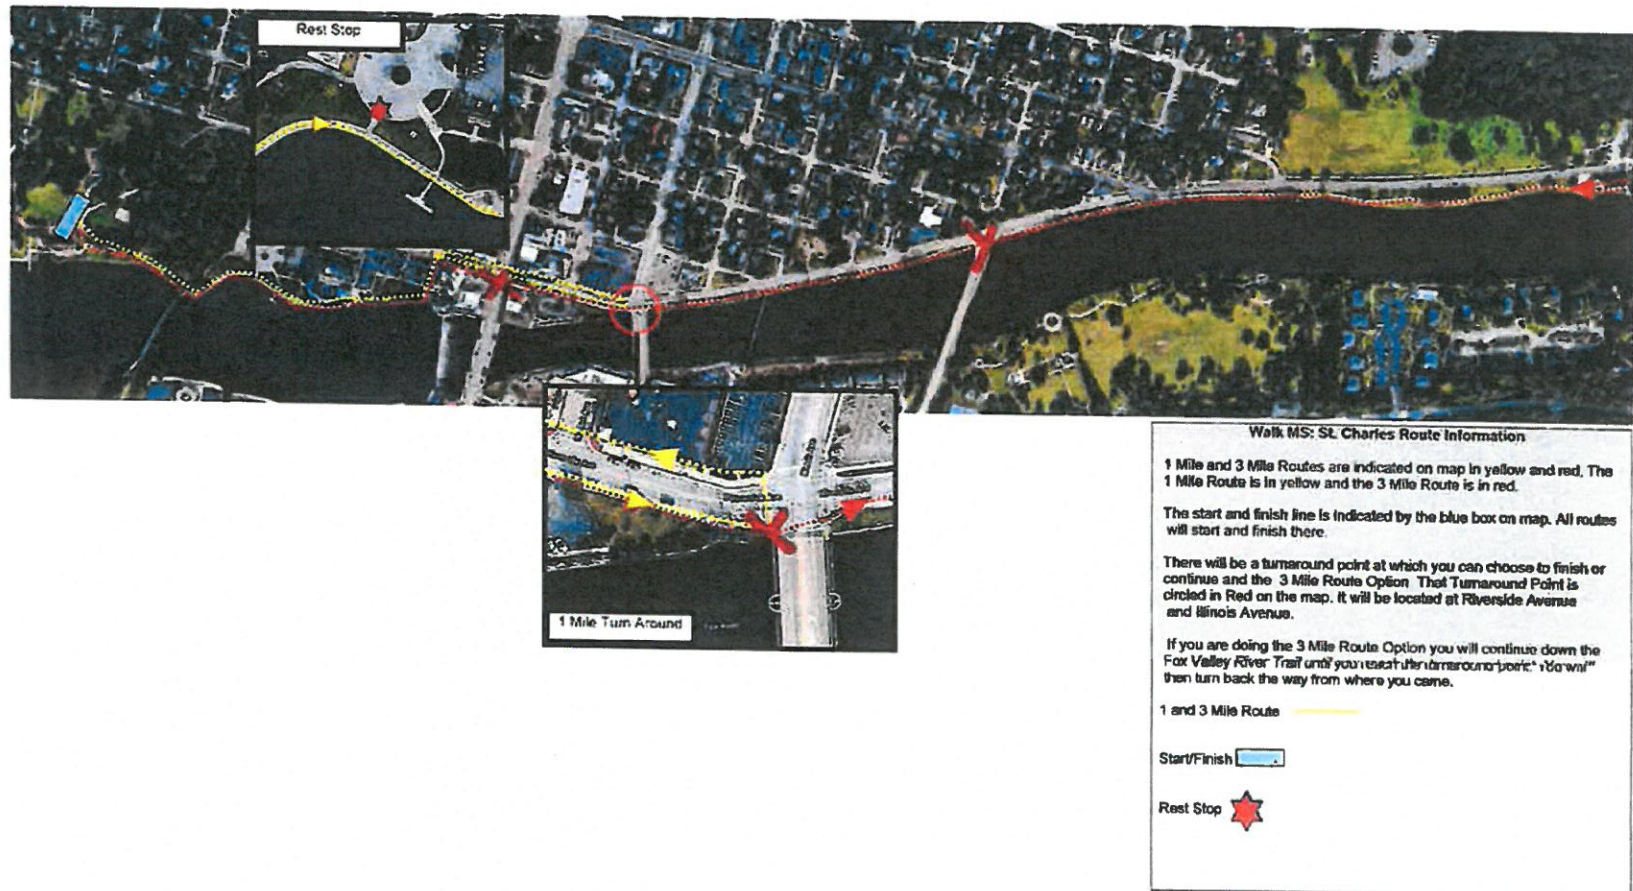 Rest Stop
1 Mile Turn Around
Walk MS: St. Charles Route Information
1 Mile and 3 Mile Routes are indicated on map in yellow and red. The
1 Mile Route is in yellow and the 3 Mile Route is in red.
The start and finish line is indicated by the blue box on map. All routes
will start and finish there.
There will be a turnaround point at which you can choose to finish or
continue and the 3 Mile Route Option That Turnaround Point is
circled in Red on the map. It will be located at Riverside Avenue
and Illinois Avenue.
If you are doing the 3 Mile Route Option you will continue down the
Fox Valley River Trail until you reach the turnaround point
then turn back the way from where you came.
1 and 3 Mile Route
Start/Finish
Rest Stop